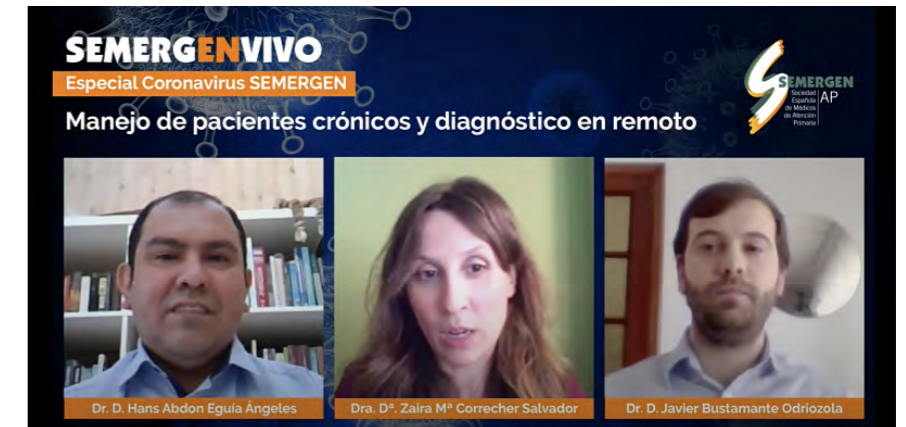 SEMERGENVIVO
Especial Coronavirus SEMERGEN
Manejo de pacientes crónicos y diagnóstico en remoto
SEMERGEN
Sociedad
Española
de Médicos
de Atención
Primaria
AP
Dr. D. Hans Abdon Eguía Ángeles
Dra. Dª. Zaira Mª Correcher Salvador
Dr. D. Javier Bustamante Odriozola